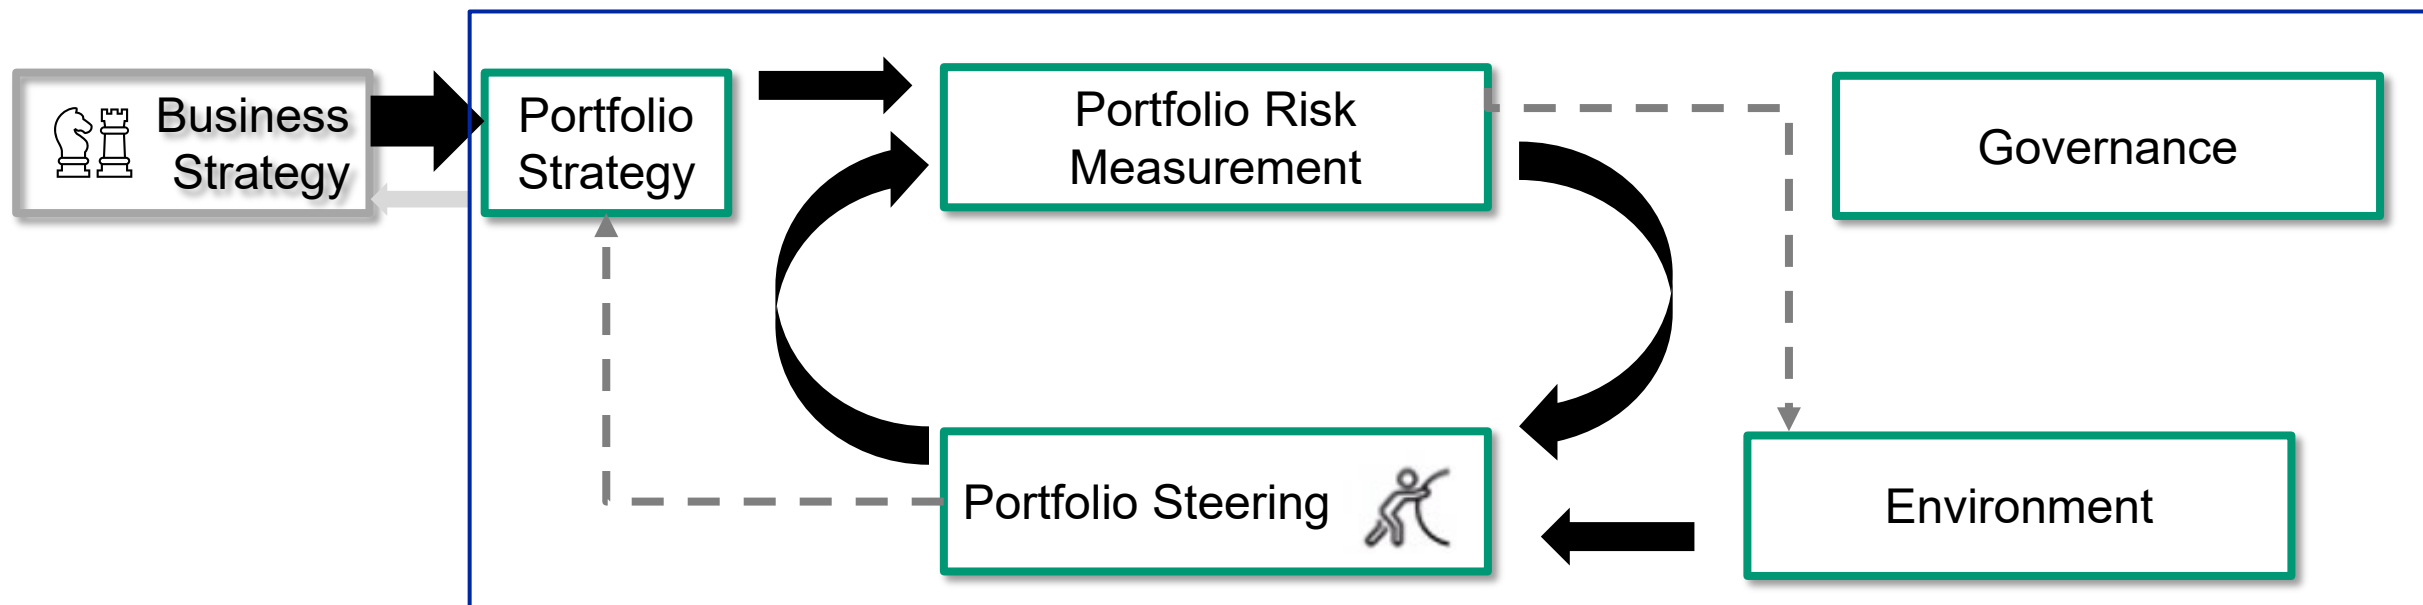 Business
Strategy
Portfolio
Strategy
Portfolio Risk
Measurement
Governance
Portfolio Steering
Environment